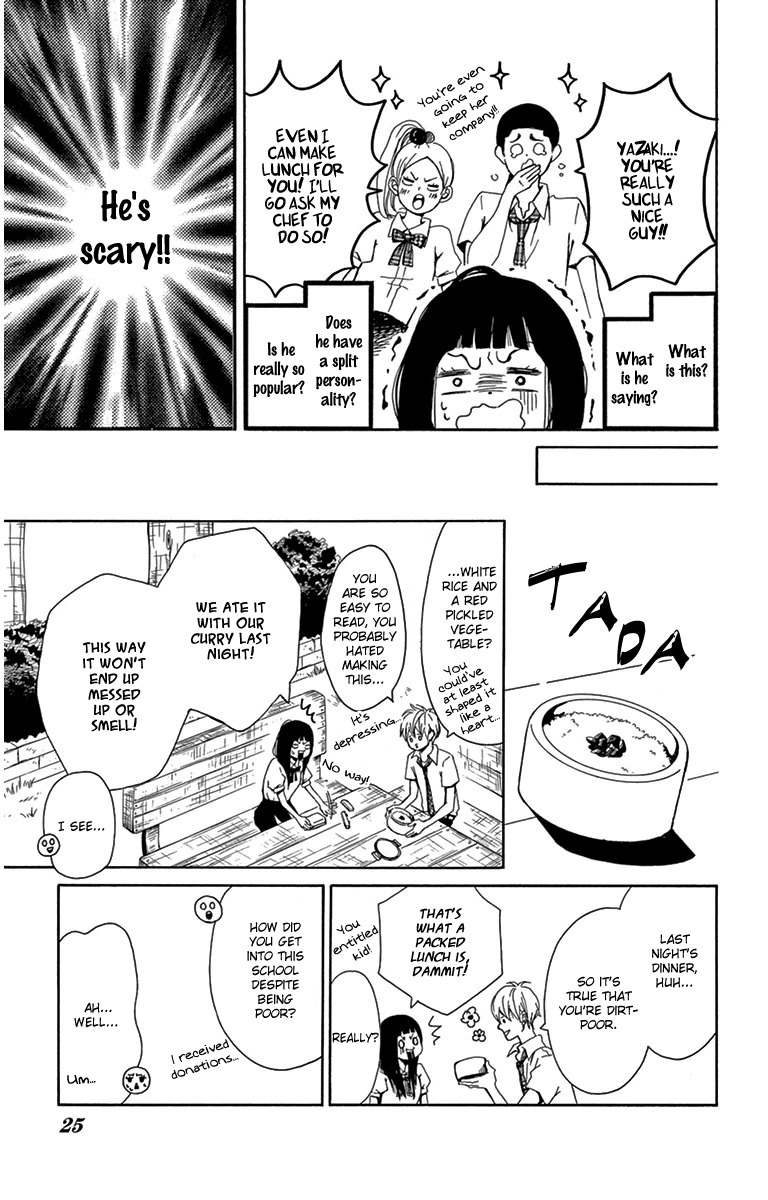 YAZAKI...!
YOU'RE
REALLY
SUCH A
NICE
GUY!!
You're even
going to
keep her
company!!
EVEN I
CAN MAKE
LUNCH FOR
YOU! I'LL
GO ASK MY
CHEF TO
DO SO!
What
is this?
What
is he
saying?
Does
he have
a split
person-
ality?
Is he
really so
popular?
He's
scary!!
TADA
...WHITE
RICE AND
A RED
PICKLED
VEGE-
TABLE?
You
could've
at least
shaped it
like a
heart...
YOU
ARE SO
EASY TO
READ, YOU
PROBABLY
HATED
MAKING
THIS...
It's
depressing...
No way!
WE ATE IT
WITH OUR
CURRY LAST
NIGHT!
THIS WAY
IT WON'T
END UP
MESSED
UP OR
SMELL!
I SEE...
LAST
NIGHT'S
DINNER,
HUH...
SO IT'S
TRUE THAT
YOU'RE DIRT-
POOR.
THAT'S
WHAT A
PACKED
LUNCH IS,
DAMMIT!
You
entitled
kid!
REALLY?
HOW DID
YOU GET
INTO THIS
SCHOOL
DESPITE
BEING
POOR?
I received
donations...
AH...
WELL...
Um...
25